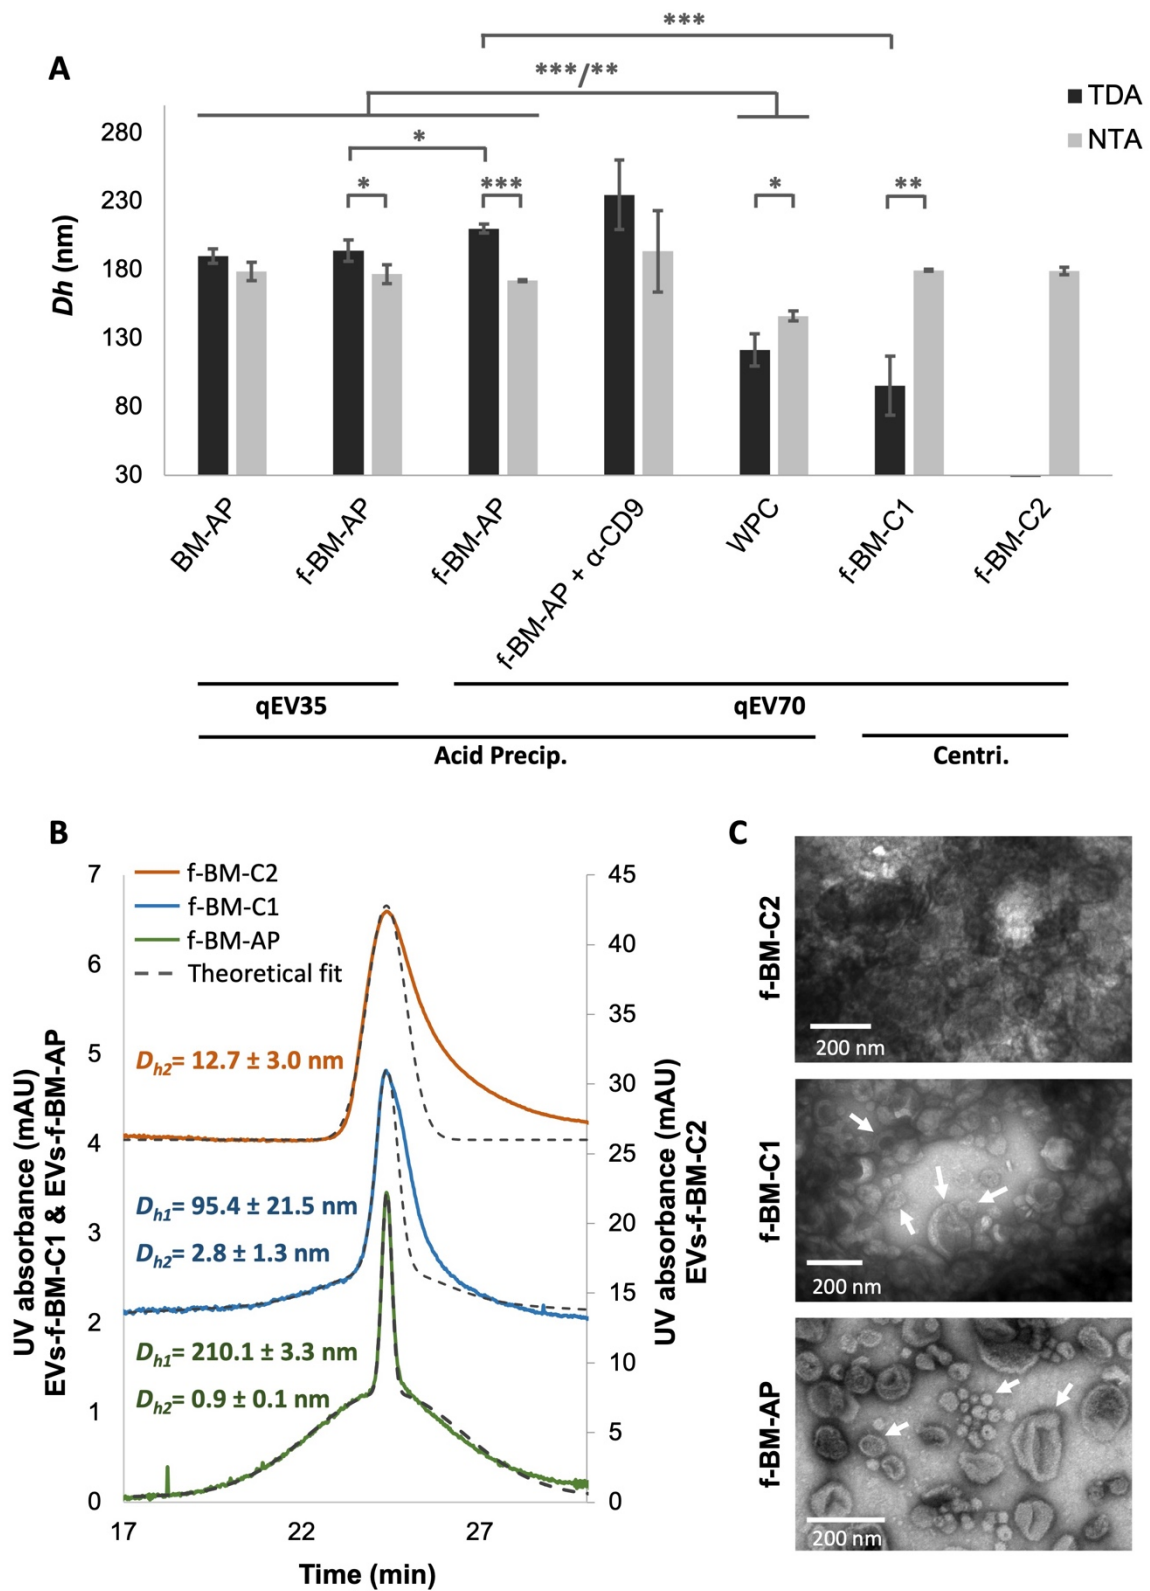 A
***
***/**
*
*
***
*
**
TDA
NTA
Dh (nm)
280
230
180
130
80
30
BM-AP
f-BM-AP
f-BM-AP
f-BM-AP + α-CD9
WPC
f-BM-C1
f-BM-C2
qEV35
qEV70
Acid Precip.
Centri.
B
f-BM-C2
f-BM-C1
f-BM-AP
Theoretical fit
UV absorbance (mAU)
EVs-f-BM-C1 & EVs-f-BM-AP
7
6
5
4
3
2
1
0
Dh2= 12.7 ± 3.0 nm
Dh1= 95.4 ± 21.5 nm
Dh2= 2.8 ± 1.3 nm
Dh1= 210.1 ± 3.3 nm
Dh2= 0.9 ± 0.1 nm
45
40
35
30
25
20
15
10
5
0
UV absorbance (mAU)
EVs-f-BM-C2
17
22
27
Time (min)
C
f-BM-C2
200 nm
f-BM-C1
200 nm
f-BM-AP
200 nm